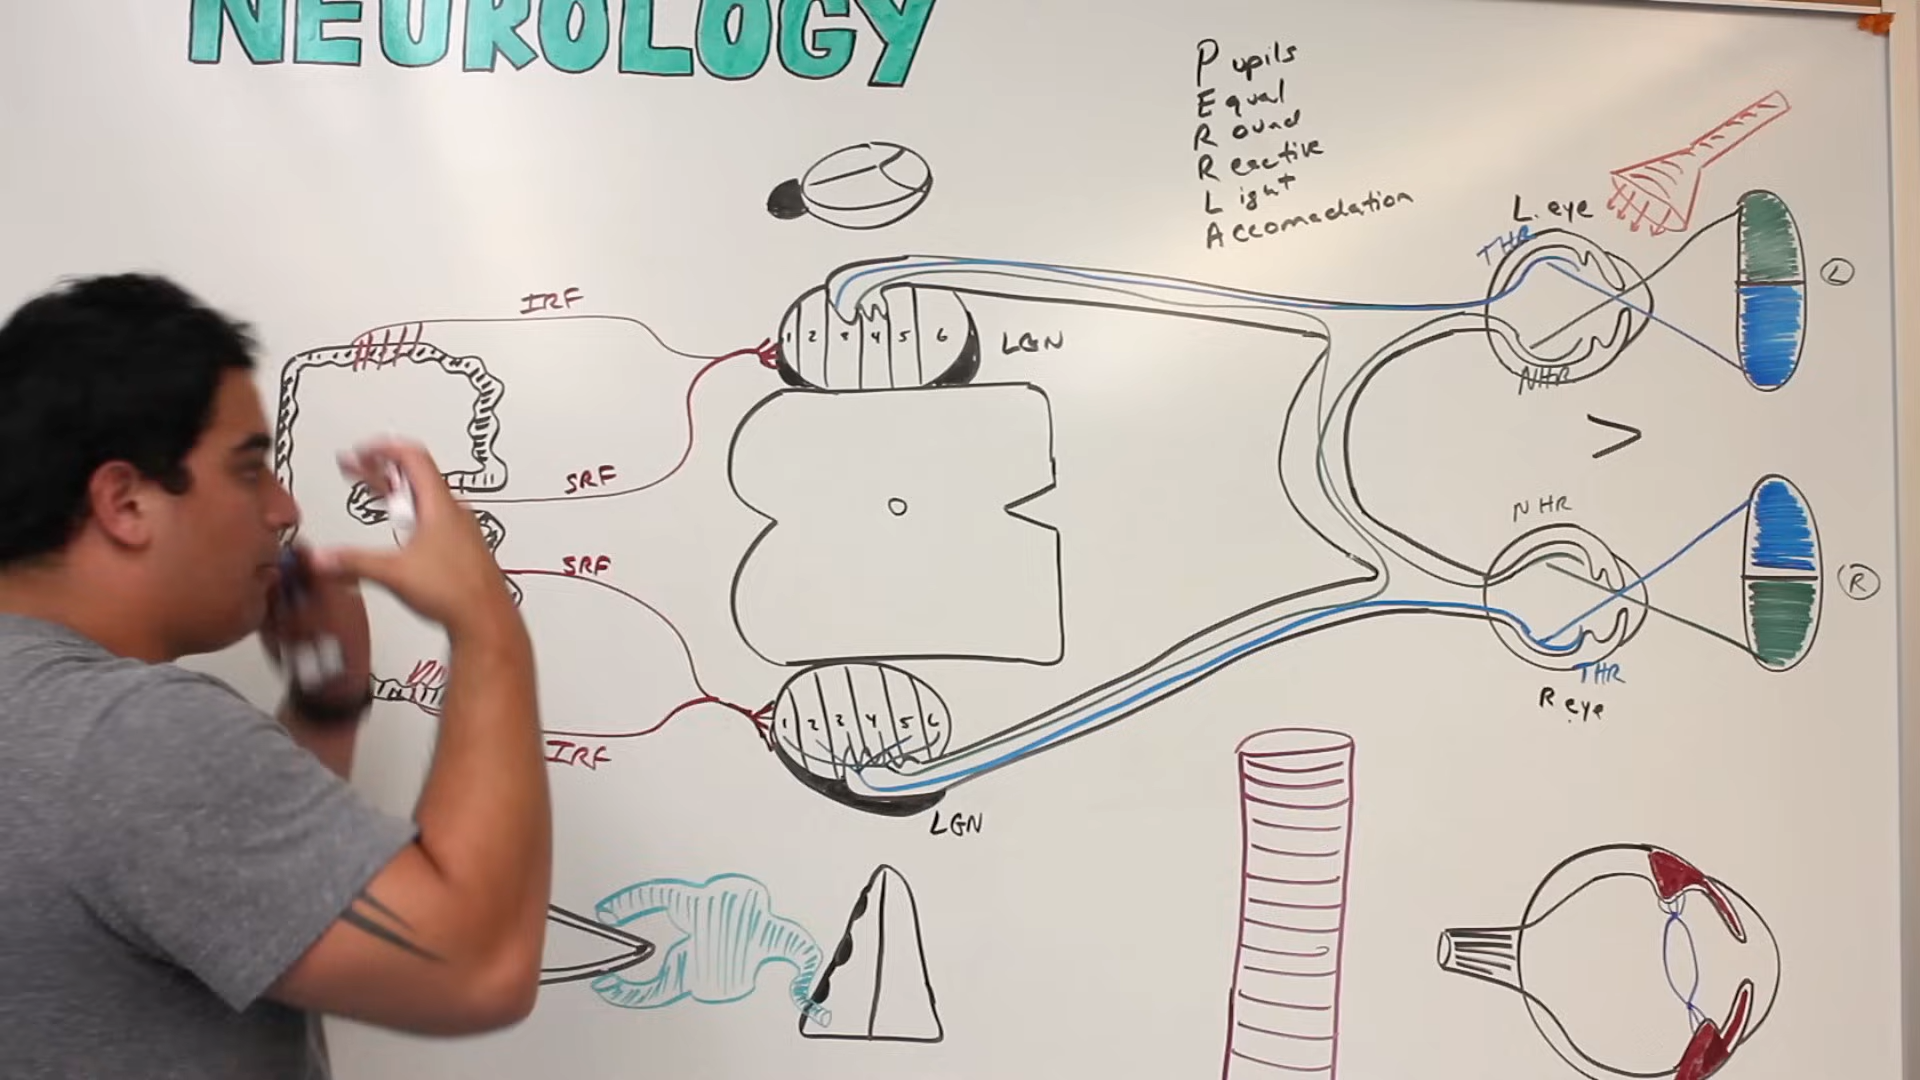 NEUROLOGY
Pupils
Equal
Round
Reactive
Light
Accomadation
L. eye
THR
L
NHR
IRF
1 2 3 4 5 6
LGN
SRF
>
NHR
SRF
R
THR
R eye
1 2 3 4 5 6
IRF
LGN